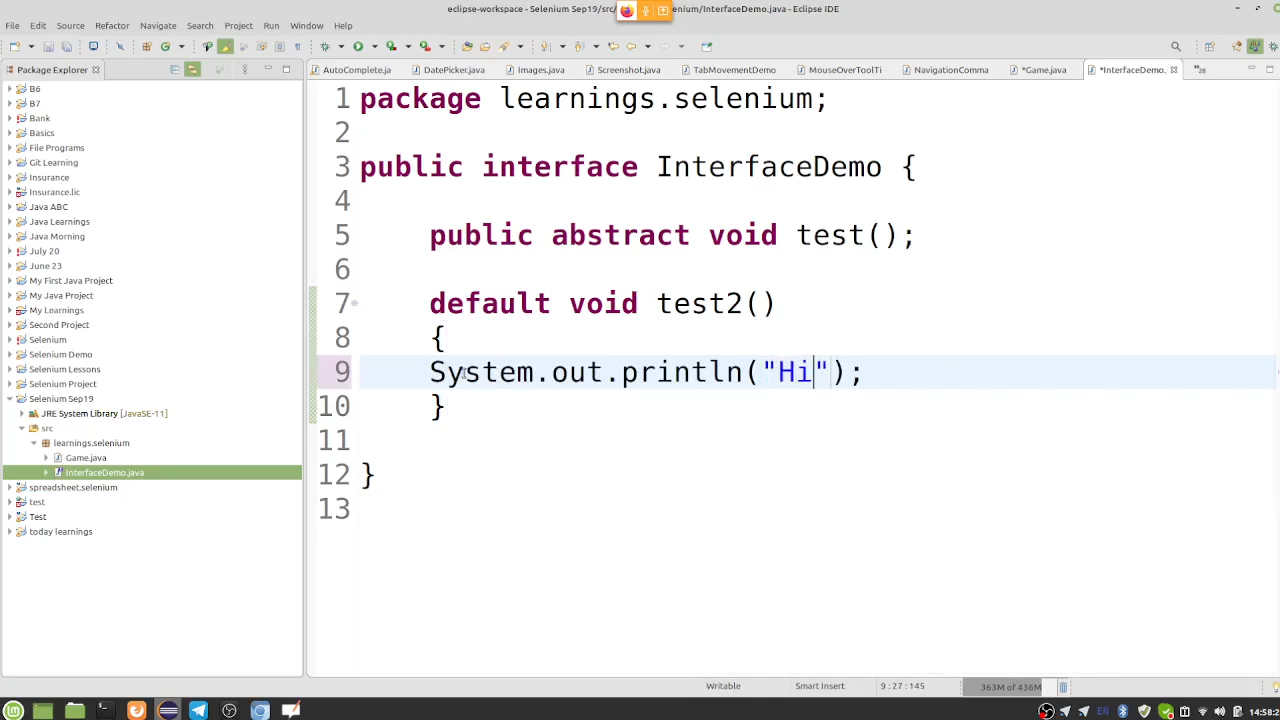 eclipse-workspace - Selenium Sep19/src/ enium/InterfaceDemo.java - Eclipse IDE
File Edit Source Refactor Navigate Search Project Run Window Help
Package Explorer
AutoComplete.ja
DatePicker.java
Images.java
Screenshot.java
TabMovementDemo
MouseOverToolTi
NavigationComma
*Game.java
*InterfaceDemo.
B6
B7
Bank
Basics
File Programs
Git Learning
Insurance
Insurance.lic
Java ABC
Java Learnings
Java Morning
July 20
June 23
My First Java Project
My Java Project
My Learnings
Second Project
Selenium
Selenium Demo
Selenium Lessons
Selenium Project
Selenium Sep19
JRE System Library [JavaSE-11]
src
learnings.selenium
Game.java
InterfaceDemo.java
spreadsheet.selenium
test
Test
today learnings
1 package learnings.selenium;
2
3 public interface InterfaceDemo {
4
5 public abstract void test();
6
7 default void test2()
8 {
9 System.out.println("Hi");
10 }
11
12 }
13
Writable
Smart Insert
9 : 27 : 145
363M of 436M
EN
14:58:2